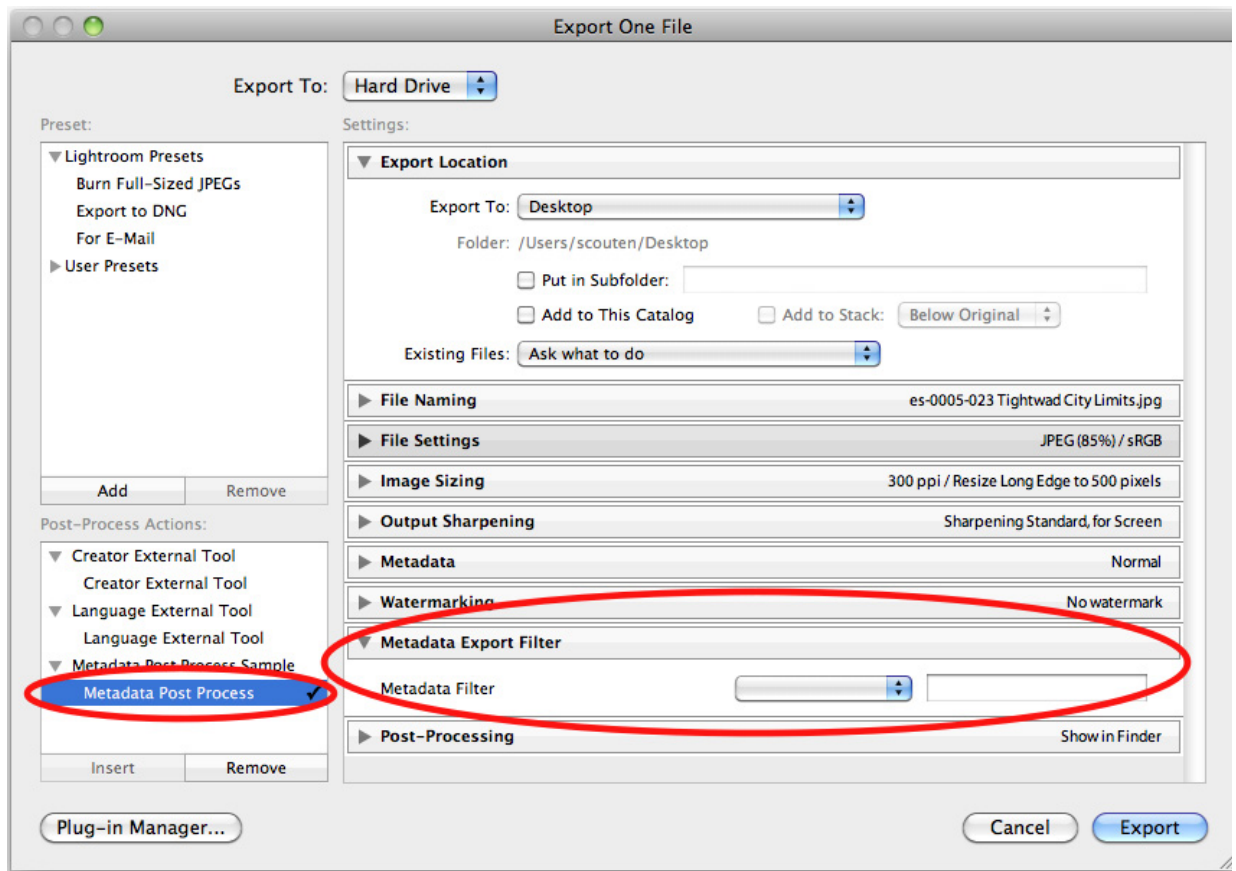 Export One File
Export To: Hard Drive
Preset:
Lightroom Presets
Burn Full-Sized JPEGs
Export to DNG
For E-Mail
User Presets
Add Remove
Post-Process Actions:
Creator External Tool
Creator External Tool
Language External Tool
Language External Tool
Metadata Post Process Sample
Metadata Post Process
Insert Remove
Settings:
Export Location
Export To: Desktop
Folder: /Users/scouten/Desktop
Put in Subfolder:
Add to This Catalog Add to Stack: Below Original
Existing Files: Ask what to do
File Naming es-0005-023 Tightwad City Limits.jpg
File Settings JPEG (85%) / sRGB
Image Sizing 300 ppi / Resize Long Edge to 500 pixels
Output Sharpening Sharpening Standard, for Screen
Metadata Normal
Watermarking No watermark
Metadata Export Filter
Metadata Filter
Post-Processing Show in Finder
Plug-in Manager... Cancel Export